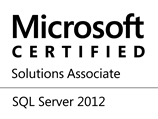 Microsoft
CERTIFIED
Solutions Associate
SQL Server 2012